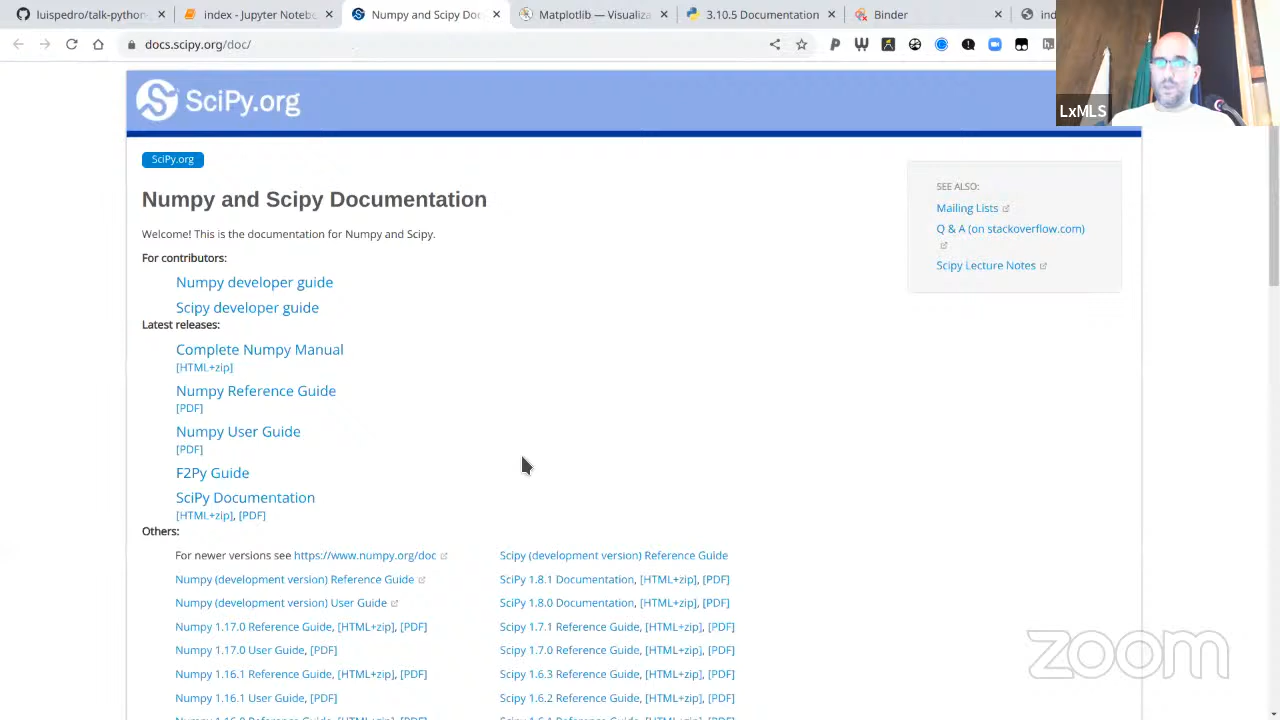 luispedro/talk-python-
index - Jupyter Noteb
Numpy and Scipy Doc
Matplotlib — Visualiza
3.10.5 Documentation
Binder
ind
docs.scipy.org/doc/
LxMLS
SciPy.org
SciPy.org
Numpy and Scipy Documentation
Welcome! This is the documentation for Numpy and Scipy.
For contributors:
Numpy developer guide
Scipy developer guide
Latest releases:
Complete Numpy Manual
[HTML+zip]
Numpy Reference Guide
[PDF]
Numpy User Guide
[PDF]
F2Py Guide
SciPy Documentation
[HTML+zip], [PDF]
Others:
For newer versions see https://www.numpy.org/doc
Numpy (development version) Reference Guide
Numpy (development version) User Guide
Numpy 1.17.0 Reference Guide, [HTML+zip], [PDF]
Numpy 1.17.0 User Guide, [PDF]
Numpy 1.16.1 Reference Guide, [HTML+zip], [PDF]
Numpy 1.16.1 User Guide, [PDF]
Scipy (development version) Reference Guide
SciPy 1.8.1 Documentation, [HTML+zip], [PDF]
SciPy 1.8.0 Documentation, [HTML+zip], [PDF]
Scipy 1.7.1 Reference Guide, [HTML+zip], [PDF]
Scipy 1.7.0 Reference Guide, [HTML+zip], [PDF]
Scipy 1.6.3 Reference Guide, [HTML+zip], [PDF]
Scipy 1.6.2 Reference Guide, [HTML+zip], [PDF]
SEE ALSO:
Mailing Lists
Q & A (on stackoverflow.com)
Scipy Lecture Notes
zoom